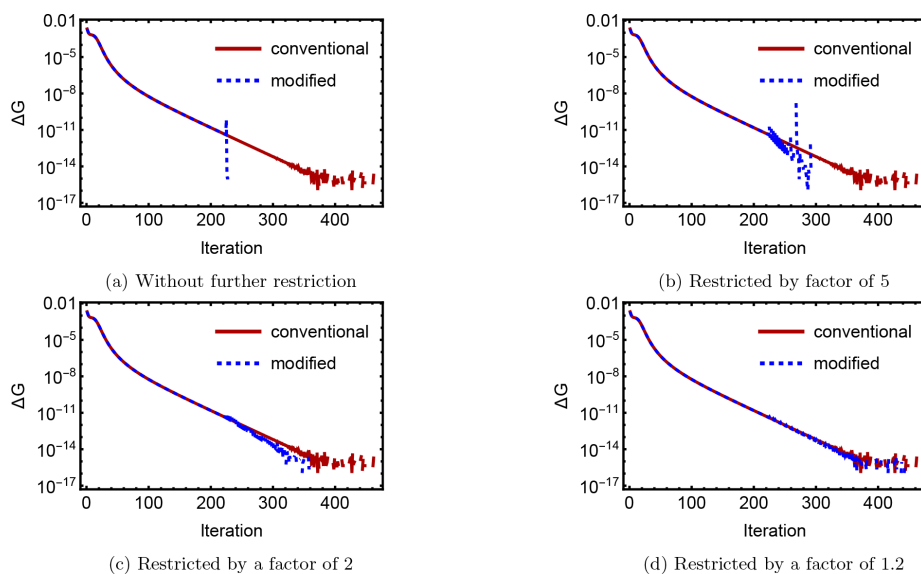 0.01
10^-5
10^-8
10^-11
10^-14
10^-17
ΔG
conventional
modified
0 100 200 300 400
Iteration
(a) Without further restriction
0.01
10^-5
10^-8
10^-11
10^-14
10^-17
ΔG
conventional
modified
0 100 200 300 400
Iteration
(b) Restricted by factor of 5
0.01
10^-5
10^-8
10^-11
10^-14
10^-17
ΔG
conventional
modified
0 100 200 300 400
Iteration
(c) Restricted by a factor of 2
0.01
10^-5
10^-8
10^-11
10^-14
10^-17
ΔG
conventional
modified
0 100 200 300 400
Iteration
(d) Restricted by a factor of 1.2